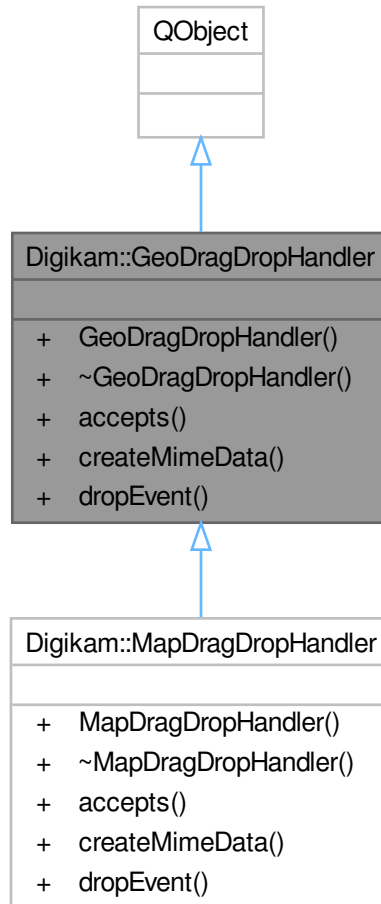 QObject
Digikam::GeoDragDropHandler
+ GeoDragDropHandler()
+ ~GeoDragDropHandler()
+ accepts()
+ createMimeData()
+ dropEvent()
Digikam::MapDragDropHandler
+ MapDragDropHandler()
+ ~MapDragDropHandler()
+ accepts()
+ createMimeData()
+ dropEvent()